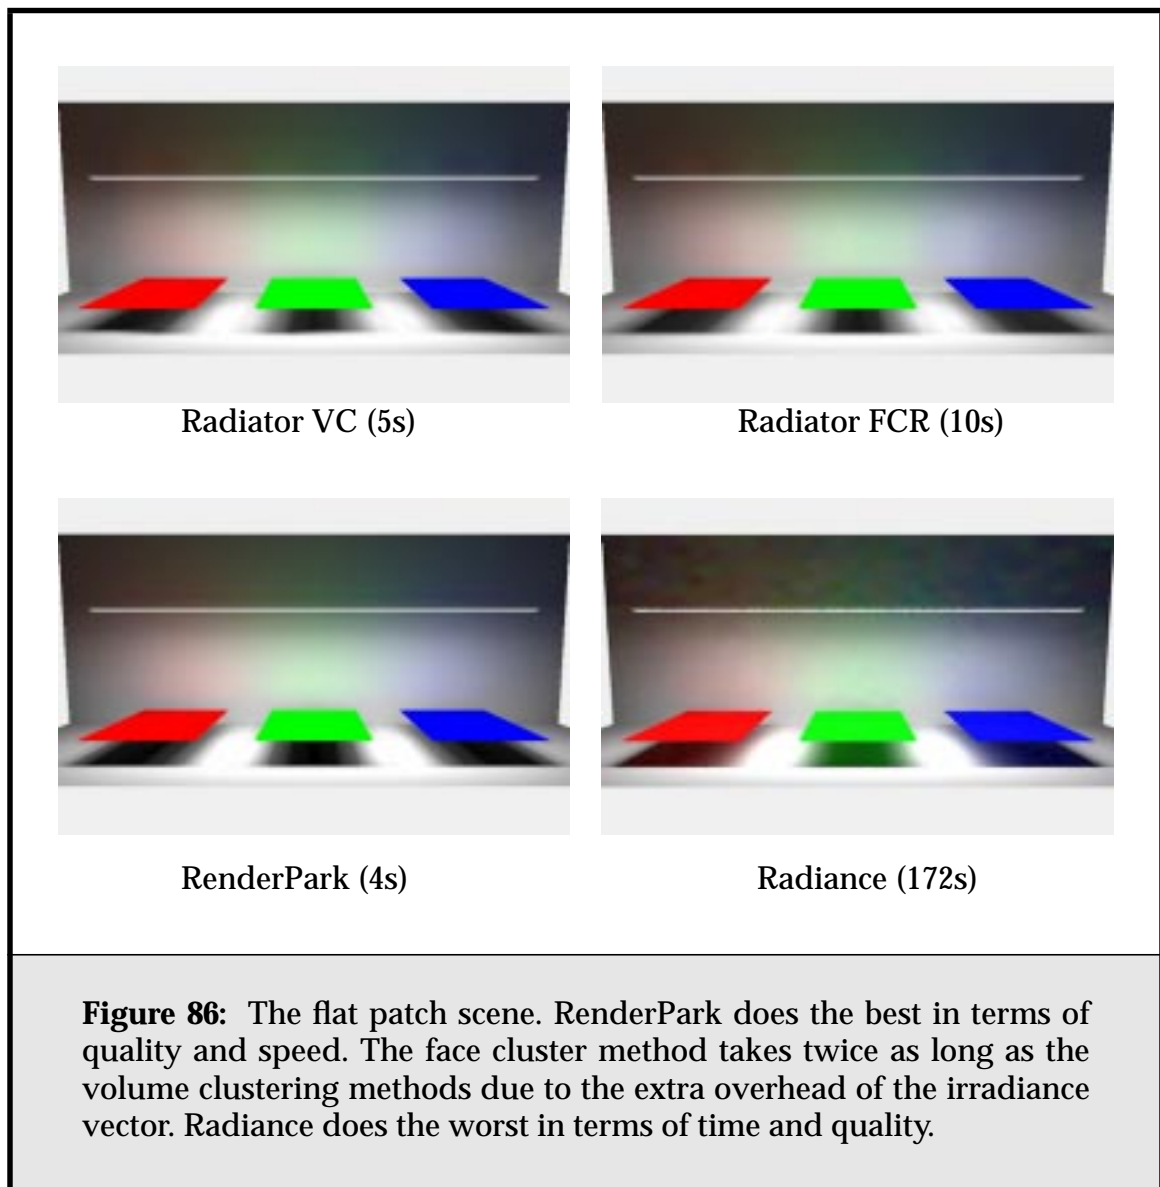 Radiator VC (5s)
Radiator FCR (10s)
RenderPark (4s)
Radiance (172s)
Figure 86: The flat patch scene. RenderPark does the best in terms of
quality and speed. The face cluster method takes twice as long as the
volume clustering methods due to the extra overhead of the irradiance
vector. Radiance does the worst in terms of time and quality.